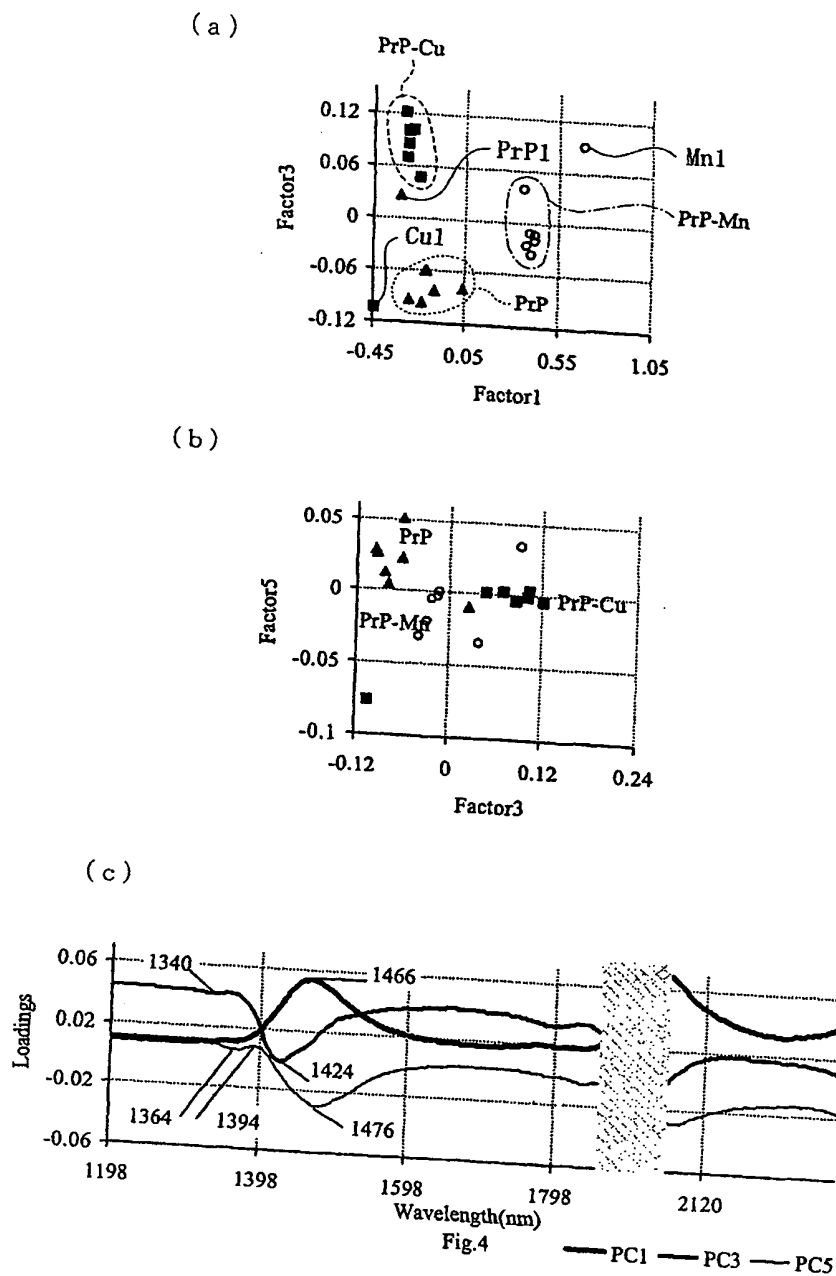 (a)
PrP-Cu
0.12
0.06
0
-0.06
-0.12
Factor3
PrP1
Mn1
PrP-Mn
Cu1
PrP
-0.45
0.05
0.55
1.05
Factor1
(b)
0.05
0
-0.05
-0.1
Factor5
PrP
PrP-Mn
PrP-Cu
-0.12
0
0.12
0.24
Factor3
(c)
0.06
0.02
-0.02
-0.06
Loadings
1340
1466
1424
1364
1394
1476
1198
1398
1598
1798
2120
Wavelength(nm)
Fig.4
PC1 PC3 PC5